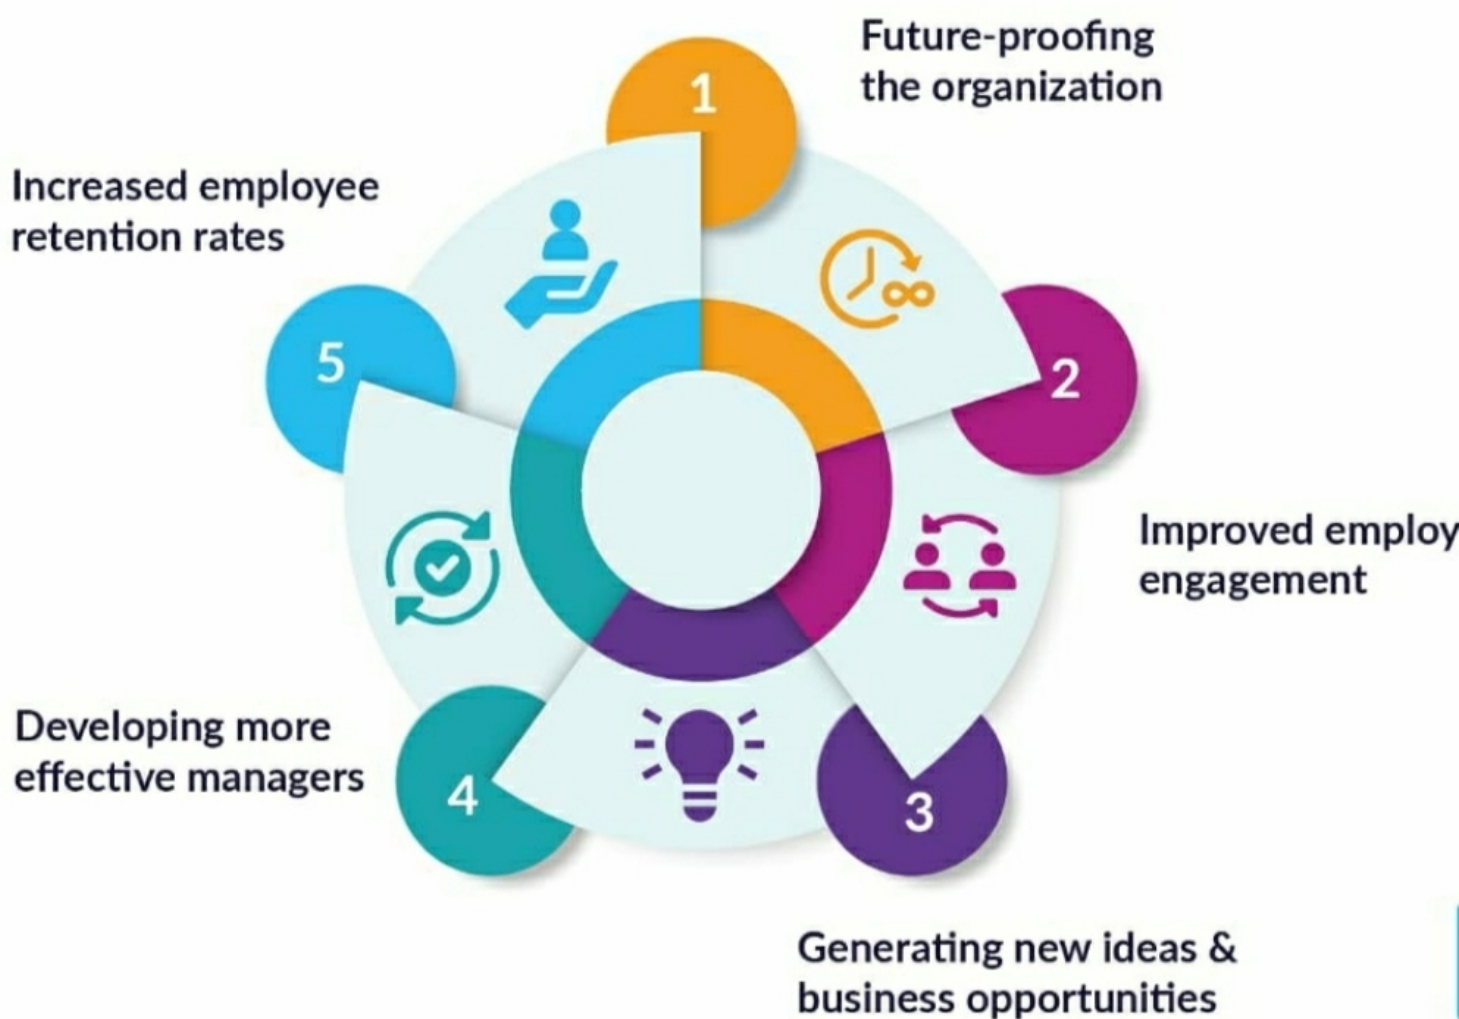 1
Future-proofing
the organization
2
Improved employ
engagement
3
Generating new ideas &
business opportunities
4
Developing more
effective managers
5
Increased employee
retention rates